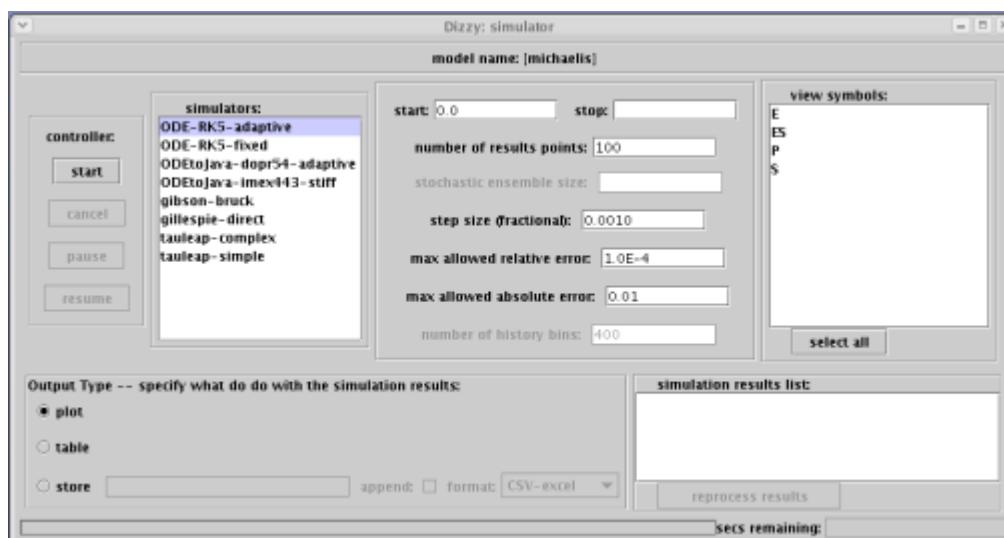 Dizzy: simulator
model name: [michaelis]
controller:
start
cancel
pause
resume
simulators:
ODE-RK5-adaptive
ODE-RK5-fixed
ODEtoJava-dopr54-adaptive
ODEtoJava-imex443-stiff
gibson-bruck
gillespie-direct
tauleap-complex
tauleap-simple
start: 0.0 stop:
number of results points: 100
stochastic ensemble size:
step size (fractional): 0.0010
max allowed relative error: 1.0E-4
max allowed absolute error: 0.01
number of history bins: 400
view symbols:
E
ES
P
S
select all
Output Type -- specify what do do with the simulation results:
plot
table
store append: format: CSV-excel
simulation results list:
reprocess results
secs remaining: